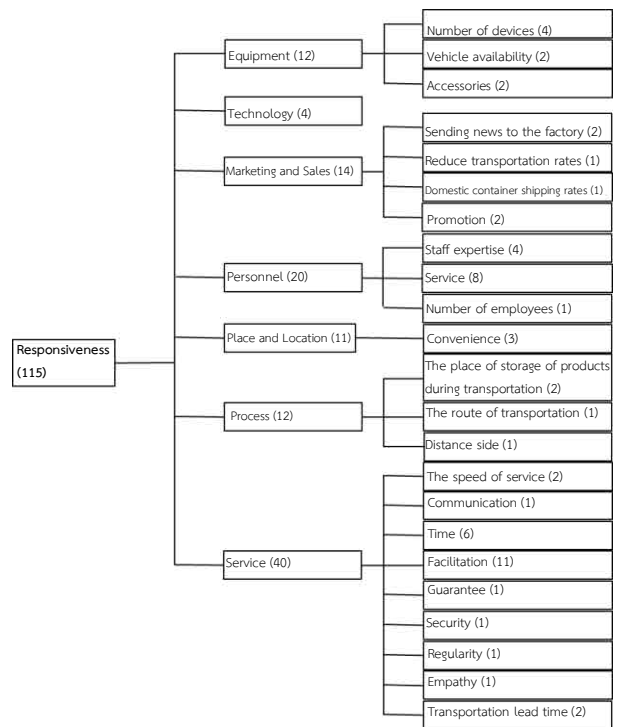 Responsiveness
(115)
Equipment (12)
Number of devices (4)
Vehicle availability (2)
Accessories (2)
Technology (4)
Marketing and Sales (14)
Sending news to the factory (2)
Reduce transportation rates (1)
Domestic container shipping rates (1)
Promotion (2)
Personnel (20)
Staff expertise (4)
Service (8)
Number of employees (1)
Place and Location (11)
Convenience (3)
Process (12)
The place of storage of products
during transportation (2)
The route of transportation (1)
Distance side (1)
Service (40)
The speed of service (2)
Communication (1)
Time (6)
Facilitation (11)
Guarantee (1)
Security (1)
Regularity (1)
Empathy (1)
Transportation lead time (2)